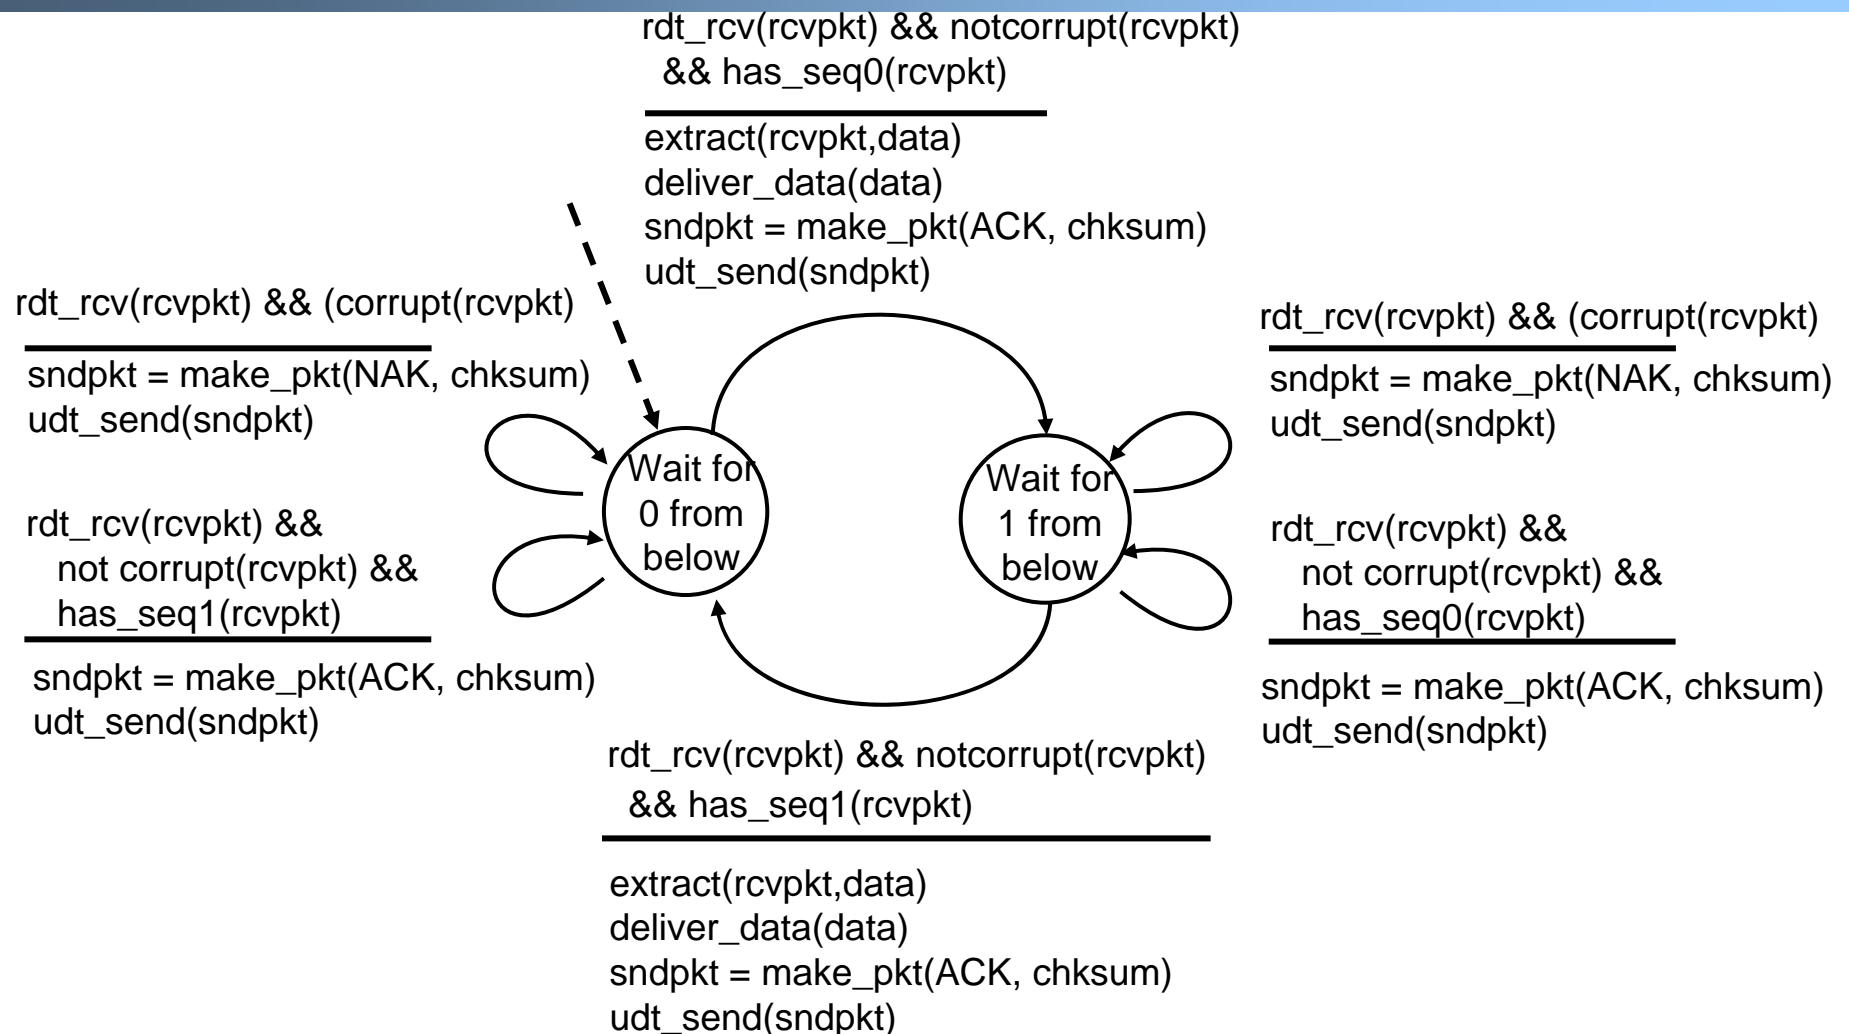 rdt_rcv(rcvpkt) && notcorrupt(rcvpkt)
&& has_seq0(rcvpkt)
extract(rcvpkt,data)
deliver_data(data)
sndpkt = make_pkt(ACK, chksum)
udt_send(sndpkt)
rdt_rcv(rcvpkt) && (corrupt(rcvpkt)
sndpkt = make_pkt(NAK, chksum)
udt_send(sndpkt)
rdt_rcv(rcvpkt) &&
not corrupt(rcvpkt) &&
has_seq1(rcvpkt)
sndpkt = make_pkt(ACK, chksum)
udt_send(sndpkt)
Wait for
0 from
below
Wait for
1 from
below
rdt_rcv(rcvpkt) && (corrupt(rcvpkt)
sndpkt = make_pkt(NAK, chksum)
udt_send(sndpkt)
rdt_rcv(rcvpkt) &&
not corrupt(rcvpkt) &&
has_seq0(rcvpkt)
sndpkt = make_pkt(ACK, chksum)
udt_send(sndpkt)
rdt_rcv(rcvpkt) && notcorrupt(rcvpkt)
&& has_seq1(rcvpkt)
extract(rcvpkt,data)
deliver_data(data)
sndpkt = make_pkt(ACK, chksum)
udt_send(sndpkt)